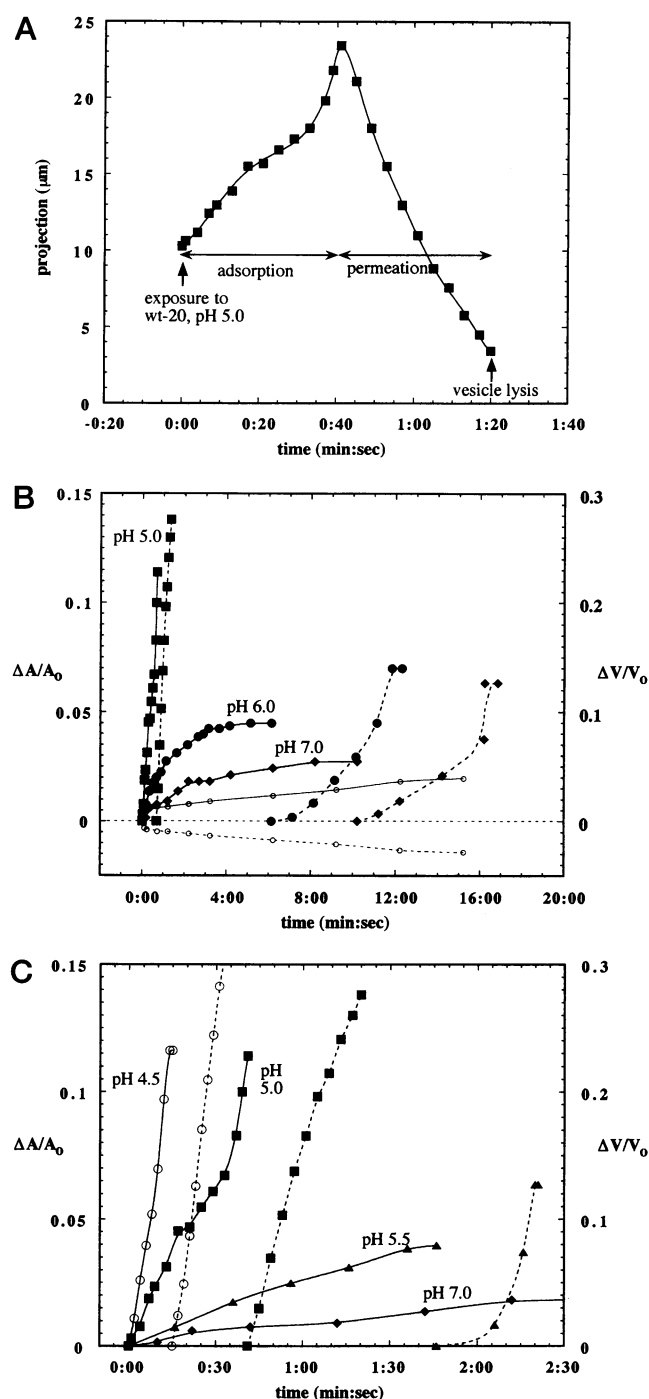 A
25
20
15
10
5
0
projection (μm)
adsorption
permeation
exposure to
wt-20, pH 5.0
vesicle lysis
-0:20 0:00 0:20 0:40 1:00 1:20 1:40
time (min:sec)
B
0.15
0.1
0.05
0
ΔA/A₀
0.3
0.2
0.1
0
ΔV/V₀
pH 5.0
pH 6.0
pH 7.0
0:00 4:00 8:00 12:00 16:00 20:00
time (min:sec)
C
0.15
0.1
0.05
0
ΔA/A₀
0.3
0.2
0.1
0
ΔV/V₀
pH 4.5
pH
5.0
pH 5.5
pH 7.0
0:00 0:30 1:00 1:30 2:00 2:30
time (min:sec)